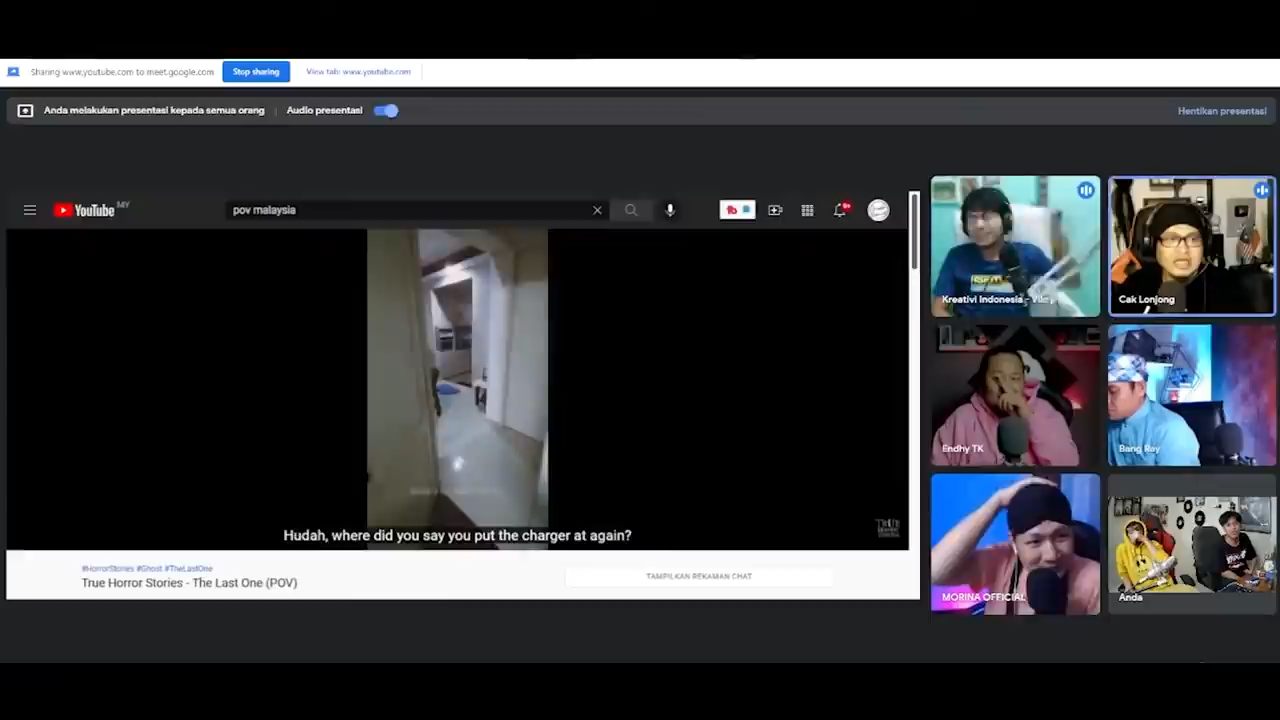 Sharing www.youtube.com to meet.google.com
Stop sharing
View tab: www.youtube.com
Anda melakukan presentasi kepada semua orang
Audio presentasi
Hentikan presentasi
YouTube MY
pov malaysia
9+
Kreativi Indonesia -
Cak Lonjong
Endhy TK
Bang Ray
MORINA OFFICIAL
Anda
Hudah, where did you say you put the charger at again?
#HorrorStories #Ghost #TheLastOne
True Horror Stories - The Last One (POV)
TAMPILKAN REKAMAN CHAT